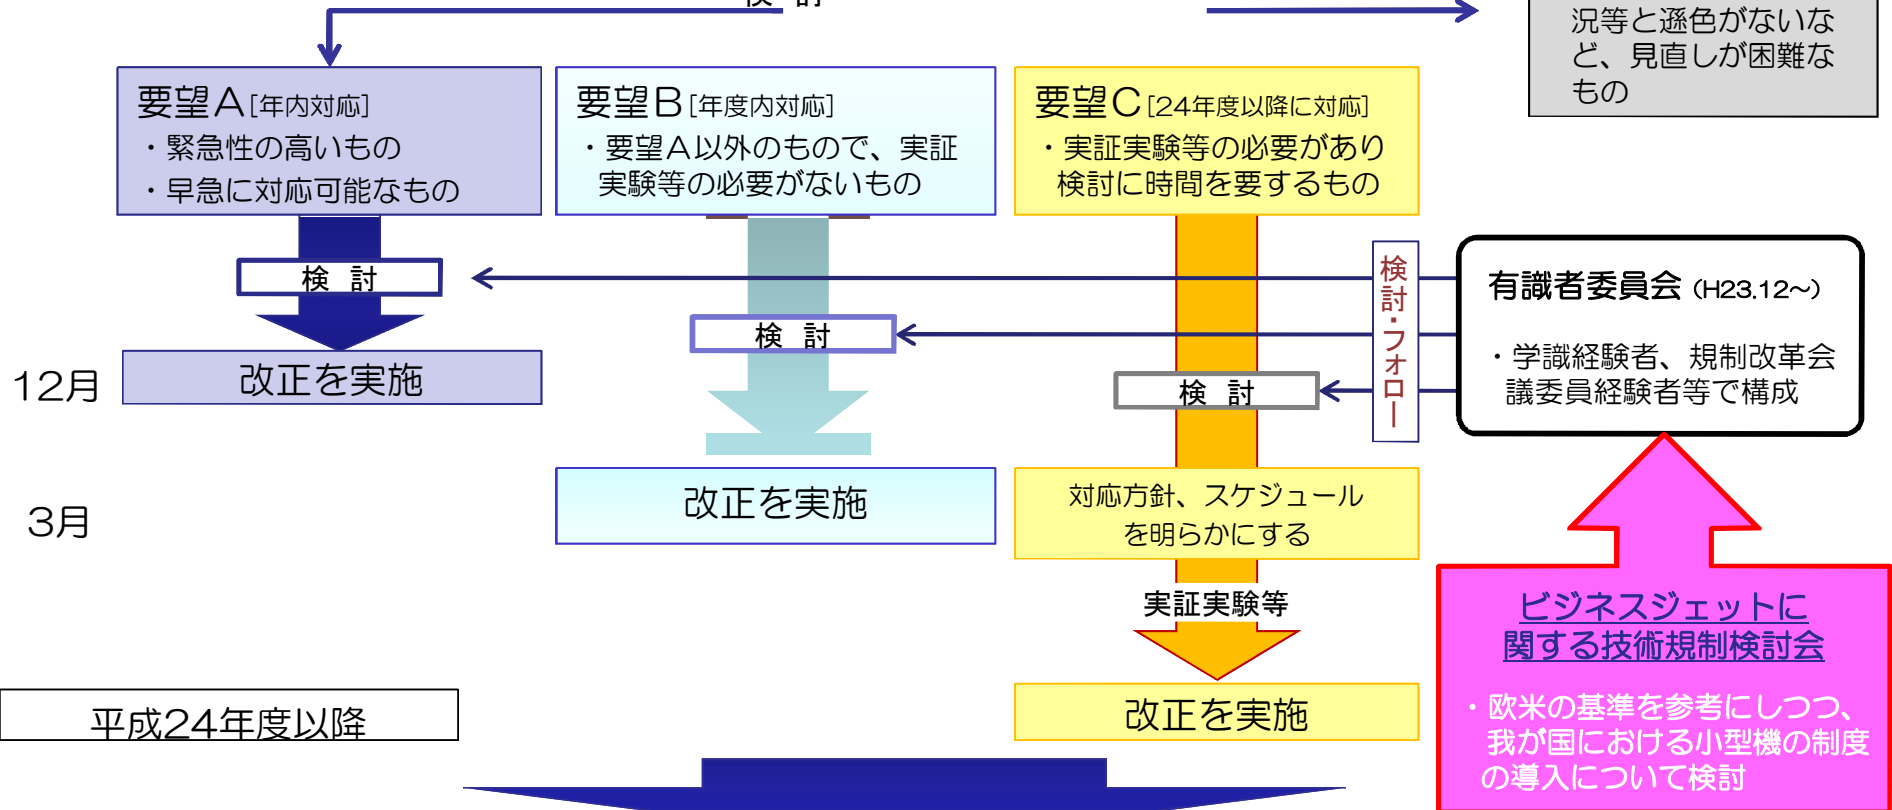 検 討
況等と遜色がないな
ど、見直しが困難な
もの
要望A[年内対応]
・緊急性の高いもの
・早急に対応可能なもの
要望B[年度内対応]
・要望A以外のもので、実証
実験等の必要がないもの
要望C[24年度以降に対応]
・実証実験等の必要があり
検討に時間を要するもの
検 討
検 討
検 討
検討・フォロー
有識者委員会(H23.12~)
・学識経験者、規制改革会
議委員経験者等で構成
12月
改正を実施
3月
改正を実施
対応方針、スケジュール
を明らかにする
実証実験等
改正を実施
平成24年度以降
ビジネスジェットに
関する技術規制検討会
・欧米の基準を参考にしつつ、
我が国における小型機の制度
の導入について検討